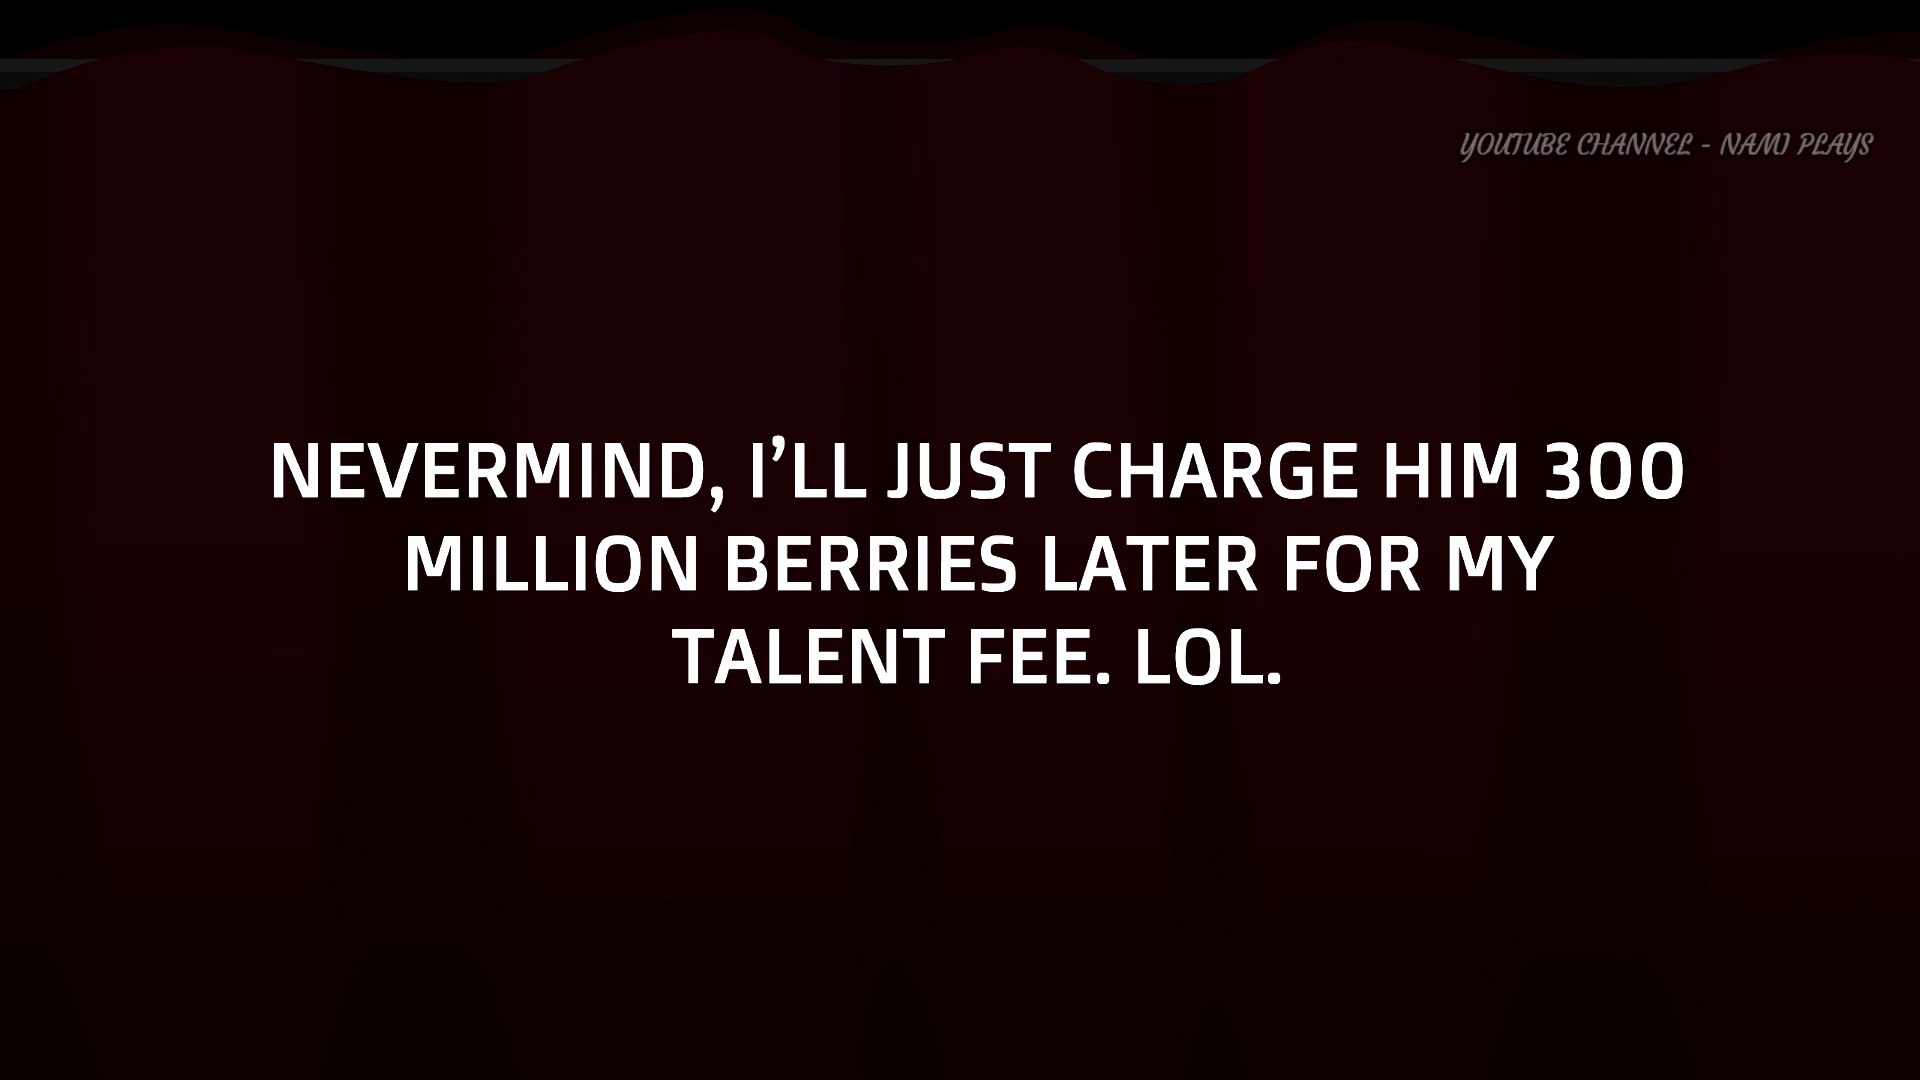 YOUTUBE CHANNEL - NAMI PLAYS
NEVERMIND, I’LL JUST CHARGE HIM 300
MILLION BERRIES LATER FOR MY
TALENT FEE. LOL.